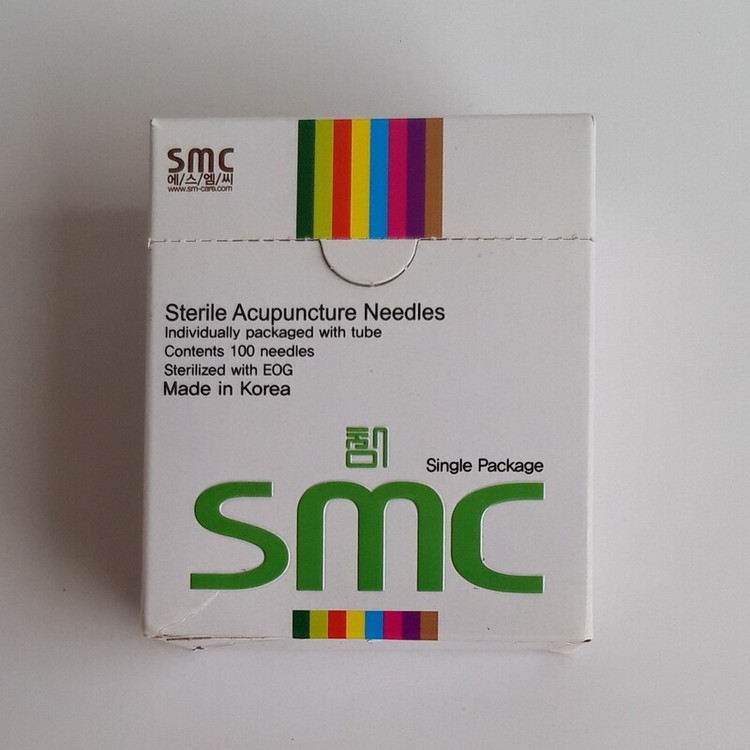 smc
에/스/엠/씨
www.sm-care.com
Sterile Acupuncture Needles
Individually packaged with tube
Contents 100 needles
Sterilized with EOG
Made in Korea
Single Package
smc